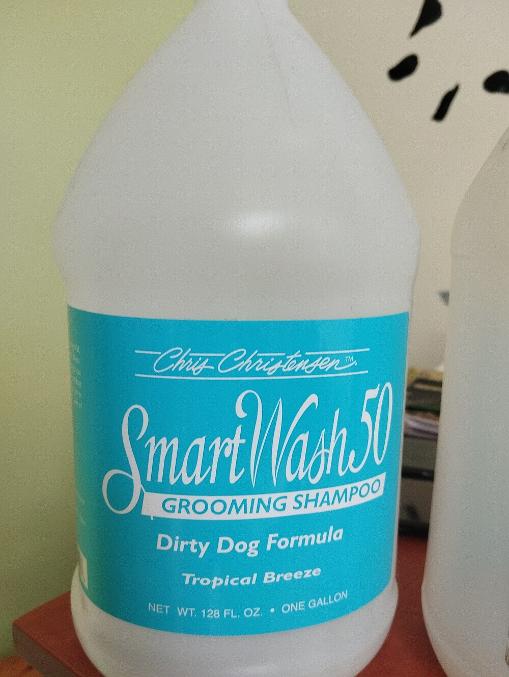 Chris Christensen™
SmartWash50
GROOMING SHAMPOO
Dirty Dog Formula
Tropical Breeze
NET WT. 128 FL. OZ. • ONE GALLON